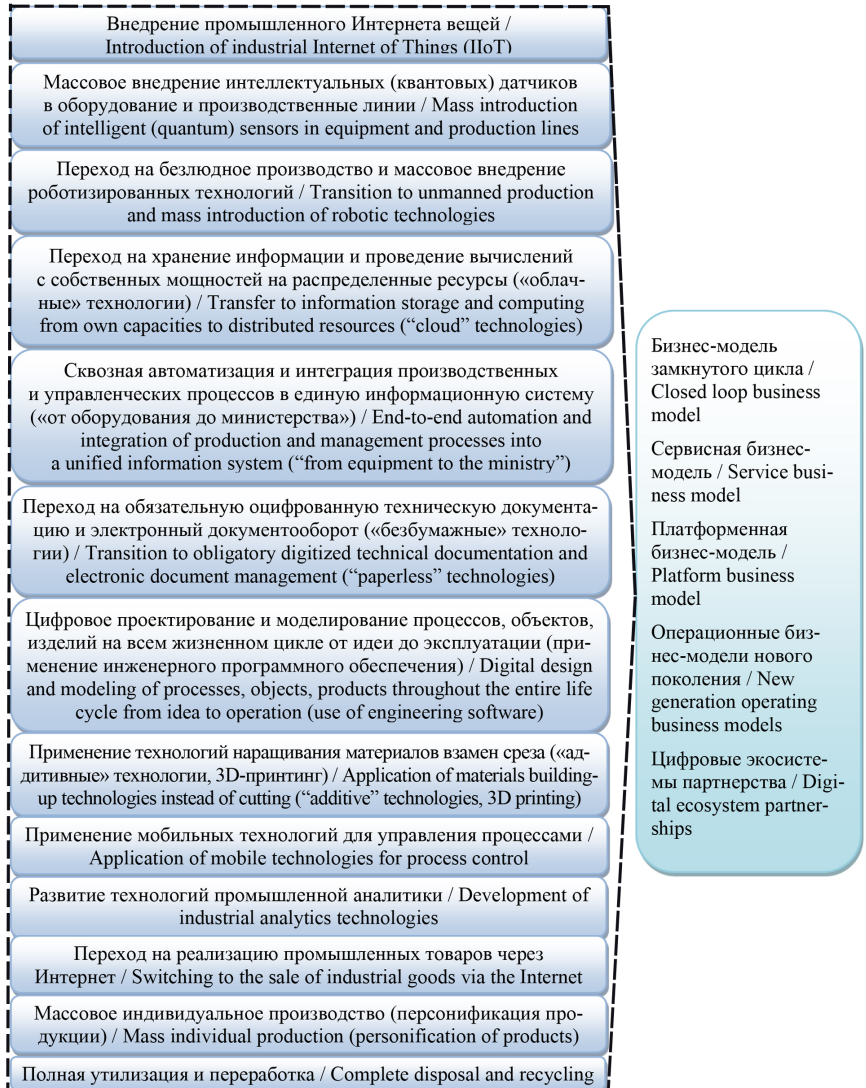 Внедрение промышленного Интернета вещей /
Introduction of industrial Internet of Things (IIoT)
Массовое внедрение интеллектуальных (квантовых) датчиков
в оборудование и производственные линии / Mass introduction
of intelligent (quantum) sensors in equipment and production lines
Переход на безлюдное производство и массовое внедрение
роботизированных технологий / Transition to unmanned production
and mass introduction of robotic technologies
Переход на хранение информации и проведение вычислений
с собственных мощностей на распределенные ресурсы («облач-
ные» технологии) / Transfer to information storage and computing
from own capacities to distributed resources (“cloud” technologies)
Сквозная автоматизация и интеграция производственных
и управленческих процессов в единую информационную систему
(«от оборудования до министерства») / End-to-end automation and
integration of production and management processes into
a unified information system (“from equipment to the ministry”)
Переход на обязательную оцифрованную техническую документа-
цию и электронный документооборот («безбумажные» техноло-
гии) / Transition to obligatory digitized technical documentation and
electronic document management (“paperless” technologies)
Цифровое проектирование и моделирование процессов, объектов,
изделий на всем жизненном цикле от идеи до эксплуатации (при-
менение инженерного программного обеспечения) / Digital design
and modeling of processes, objects, products throughout the entire life
cycle from idea to operation (use of engineering software)
Применение технологий наращивания материалов взамен среза («ад-
дитивные» технологии, 3D-принтинг) / Application of materials building-
up technologies instead of cutting (“additive” technologies, 3D printing)
Применение мобильных технологий для управления процессами /
Application of mobile technologies for process control
Развитие технологий промышленной аналитики / Development of
industrial analytics technologies
Переход на реализацию промышленных товаров через
Интернет / Switching to the sale of industrial goods via the Internet
Массовое индивидуальное производство (персонификация про-
дукции) / Mass individual production (personification of products)
Полная утилизация и переработка / Complete disposal and recycling
Бизнес-модель
замкнутого цикла /
Closed loop business
model
Сервисная бизнес-
модель / Service busi-
ness model
Платформенная
бизнес-модель /
Platform business
model
Операционные биз-
нес-модели нового
поколения / New
generation operating
business models
Цифровые экосисте-
мы партнерства / Digi-
tal ecosystem partner-
ships